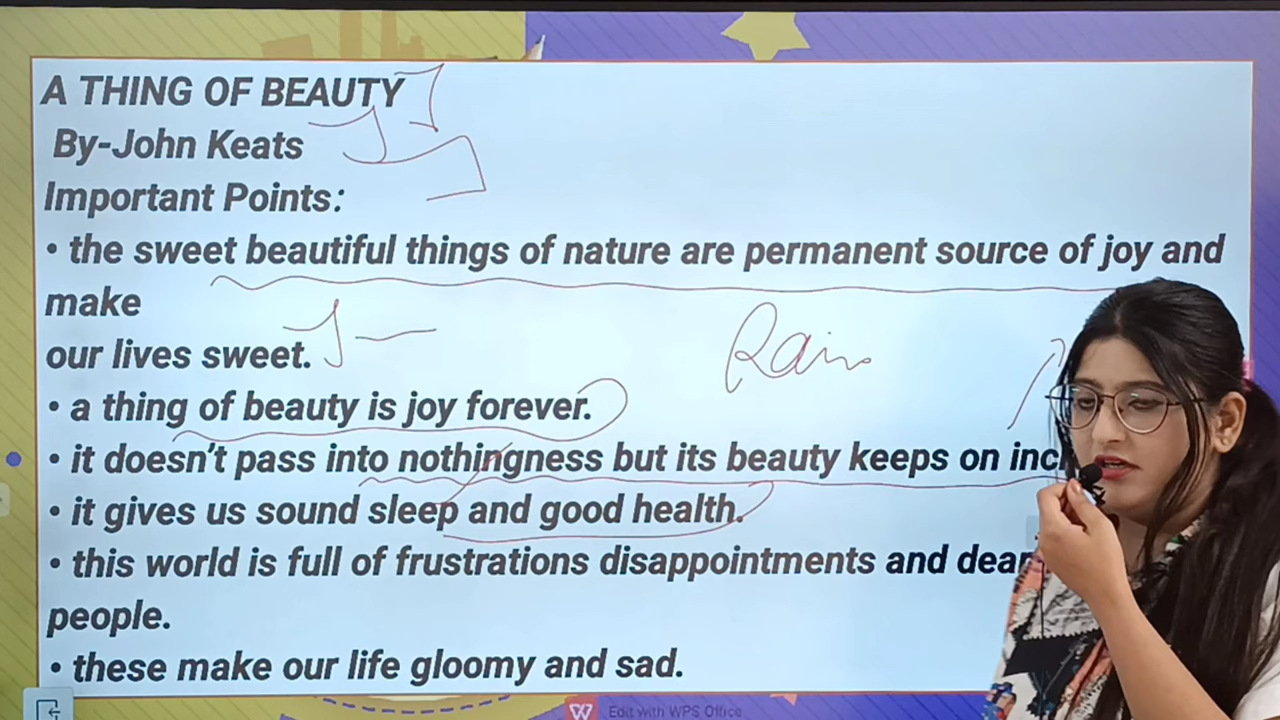 A THING OF BEAUTY
By-John Keats
Important Points:
• the sweet beautiful things of nature are permanent source of joy and
make
our lives sweet.
Rain
• a thing of beauty is joy forever.
• it doesn't pass into nothingness but its beauty keeps on
• it gives us sound sleep and good health.
• this world is full of frustrations disappointments and
people.
• these make our life gloomy and sad.
Edit with WPS Office